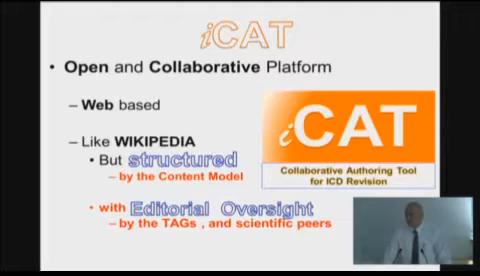 iCAT
• Open and Collaborative Platform
– Web based
– Like WIKIPEDIA
• But structured
– by the Content Model
• with Editorial Oversight
– by the TAGs , and scientific peers
iCAT
Collaborative Authoring Tool
for ICD Revision